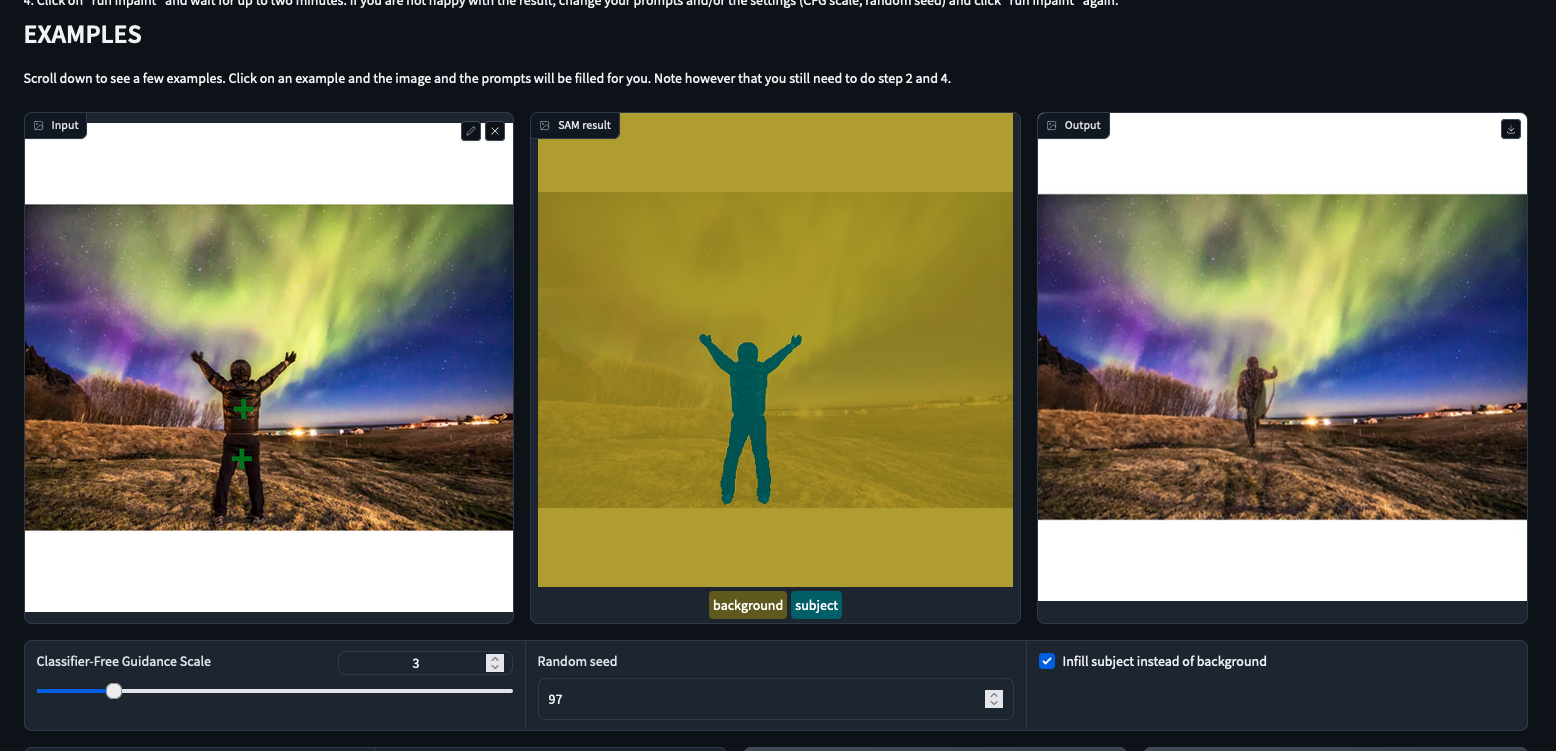 4. Click on "run inpaint" and wait for up to two minutes. If you are not happy with the result, change your prompts and/or the settings (CFG scale, random seed) and click "run inpaint" again.
EXAMPLES
Scroll down to see a few examples. Click on an example and the image and the prompts will be filled for you. Note however that you still need to do step 2 and 4.
Input
SAM result
Output
background subject
Classifier-Free Guidance Scale
3
Random seed
97
Infill subject instead of background